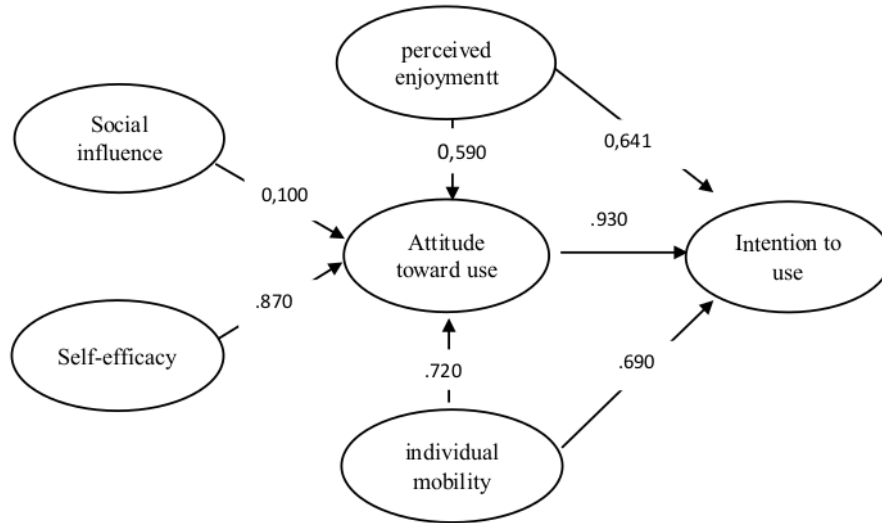 perceived
enjoymentt
Social
influence
0,590
0,641
0,100
Attitude
toward use
.930
Intention to
use
.870
Self-efficacy
.720
.690
individual
mobility